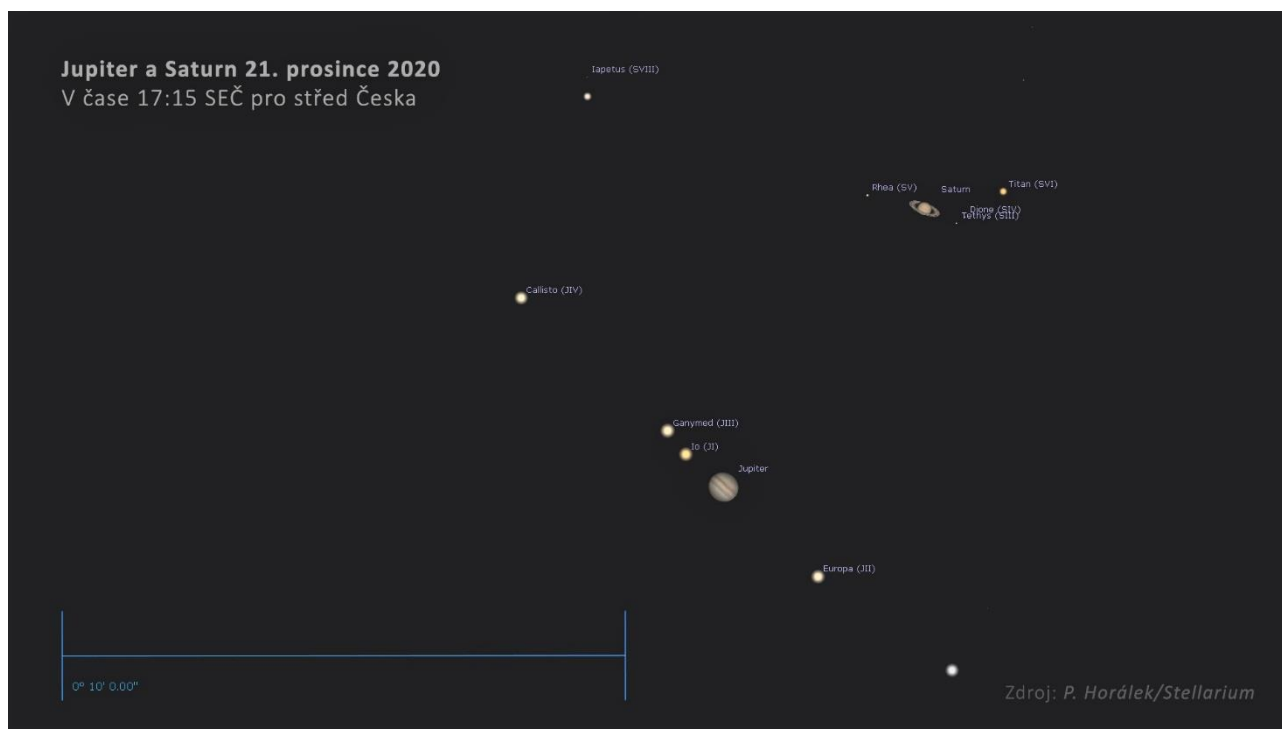 Jupiter a Saturn 21. prosince 2020
V čase 17:15 SEČ pro střed Česka
Iapetus (SVIII)
Rhea (SV)
Saturn
Titan (SVI)
Dione (SIV)
Tethys (SIII)
Callisto (JIV)
Ganymed (JIII)
Io (JI)
Jupiter
Europa (JII)
0° 10' 0.00"
Zdroj: P. Horálek/Stellarium